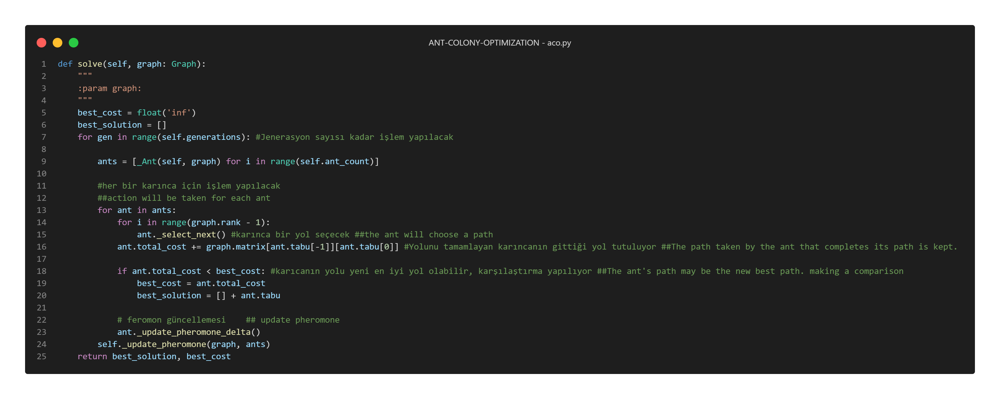 ANT-COLONY-OPTIMIZATION - aco.py
1 def solve(self, graph: Graph):
2     """
3     :param graph:
4     """
5     best_cost = float('inf')
6     best_solution = []
7     for gen in range(self.generations): #Jenerasyon sayısı kadar işlem yapılacak
8
9         ants = [_Ant(self, graph) for i in range(self.ant_count)]
10
11         #her bir karınca için işlem yapılacak
12         ##action will be taken for each ant
13         for ant in ants:
14             for i in range(graph.rank - 1):
15                 ant._select_next() #karınca bir yol seçecek ##the ant will choose a path
16             ant.total_cost += graph.matrix[ant.tabu[-1]][ant.tabu[0]] #Yolunu tamamlayan karıncanın gittiği yol tutuluyor ##The path taken by the ant that completes its path is kept.
17
18             if ant.total_cost < best_cost: #karıcanın yolu yeni en iyi yol olabilir, karşılaştırma yapılıyor ##The ant's path may be the new best path. making a comparison
19                 best_cost = ant.total_cost
20                 best_solution = [] + ant.tabu
21
22             # feromon güncellemesi    ## update pheromone
23             ant._update_pheromone_delta()
24         self._update_pheromone(graph, ants)
25     return best_solution, best_cost